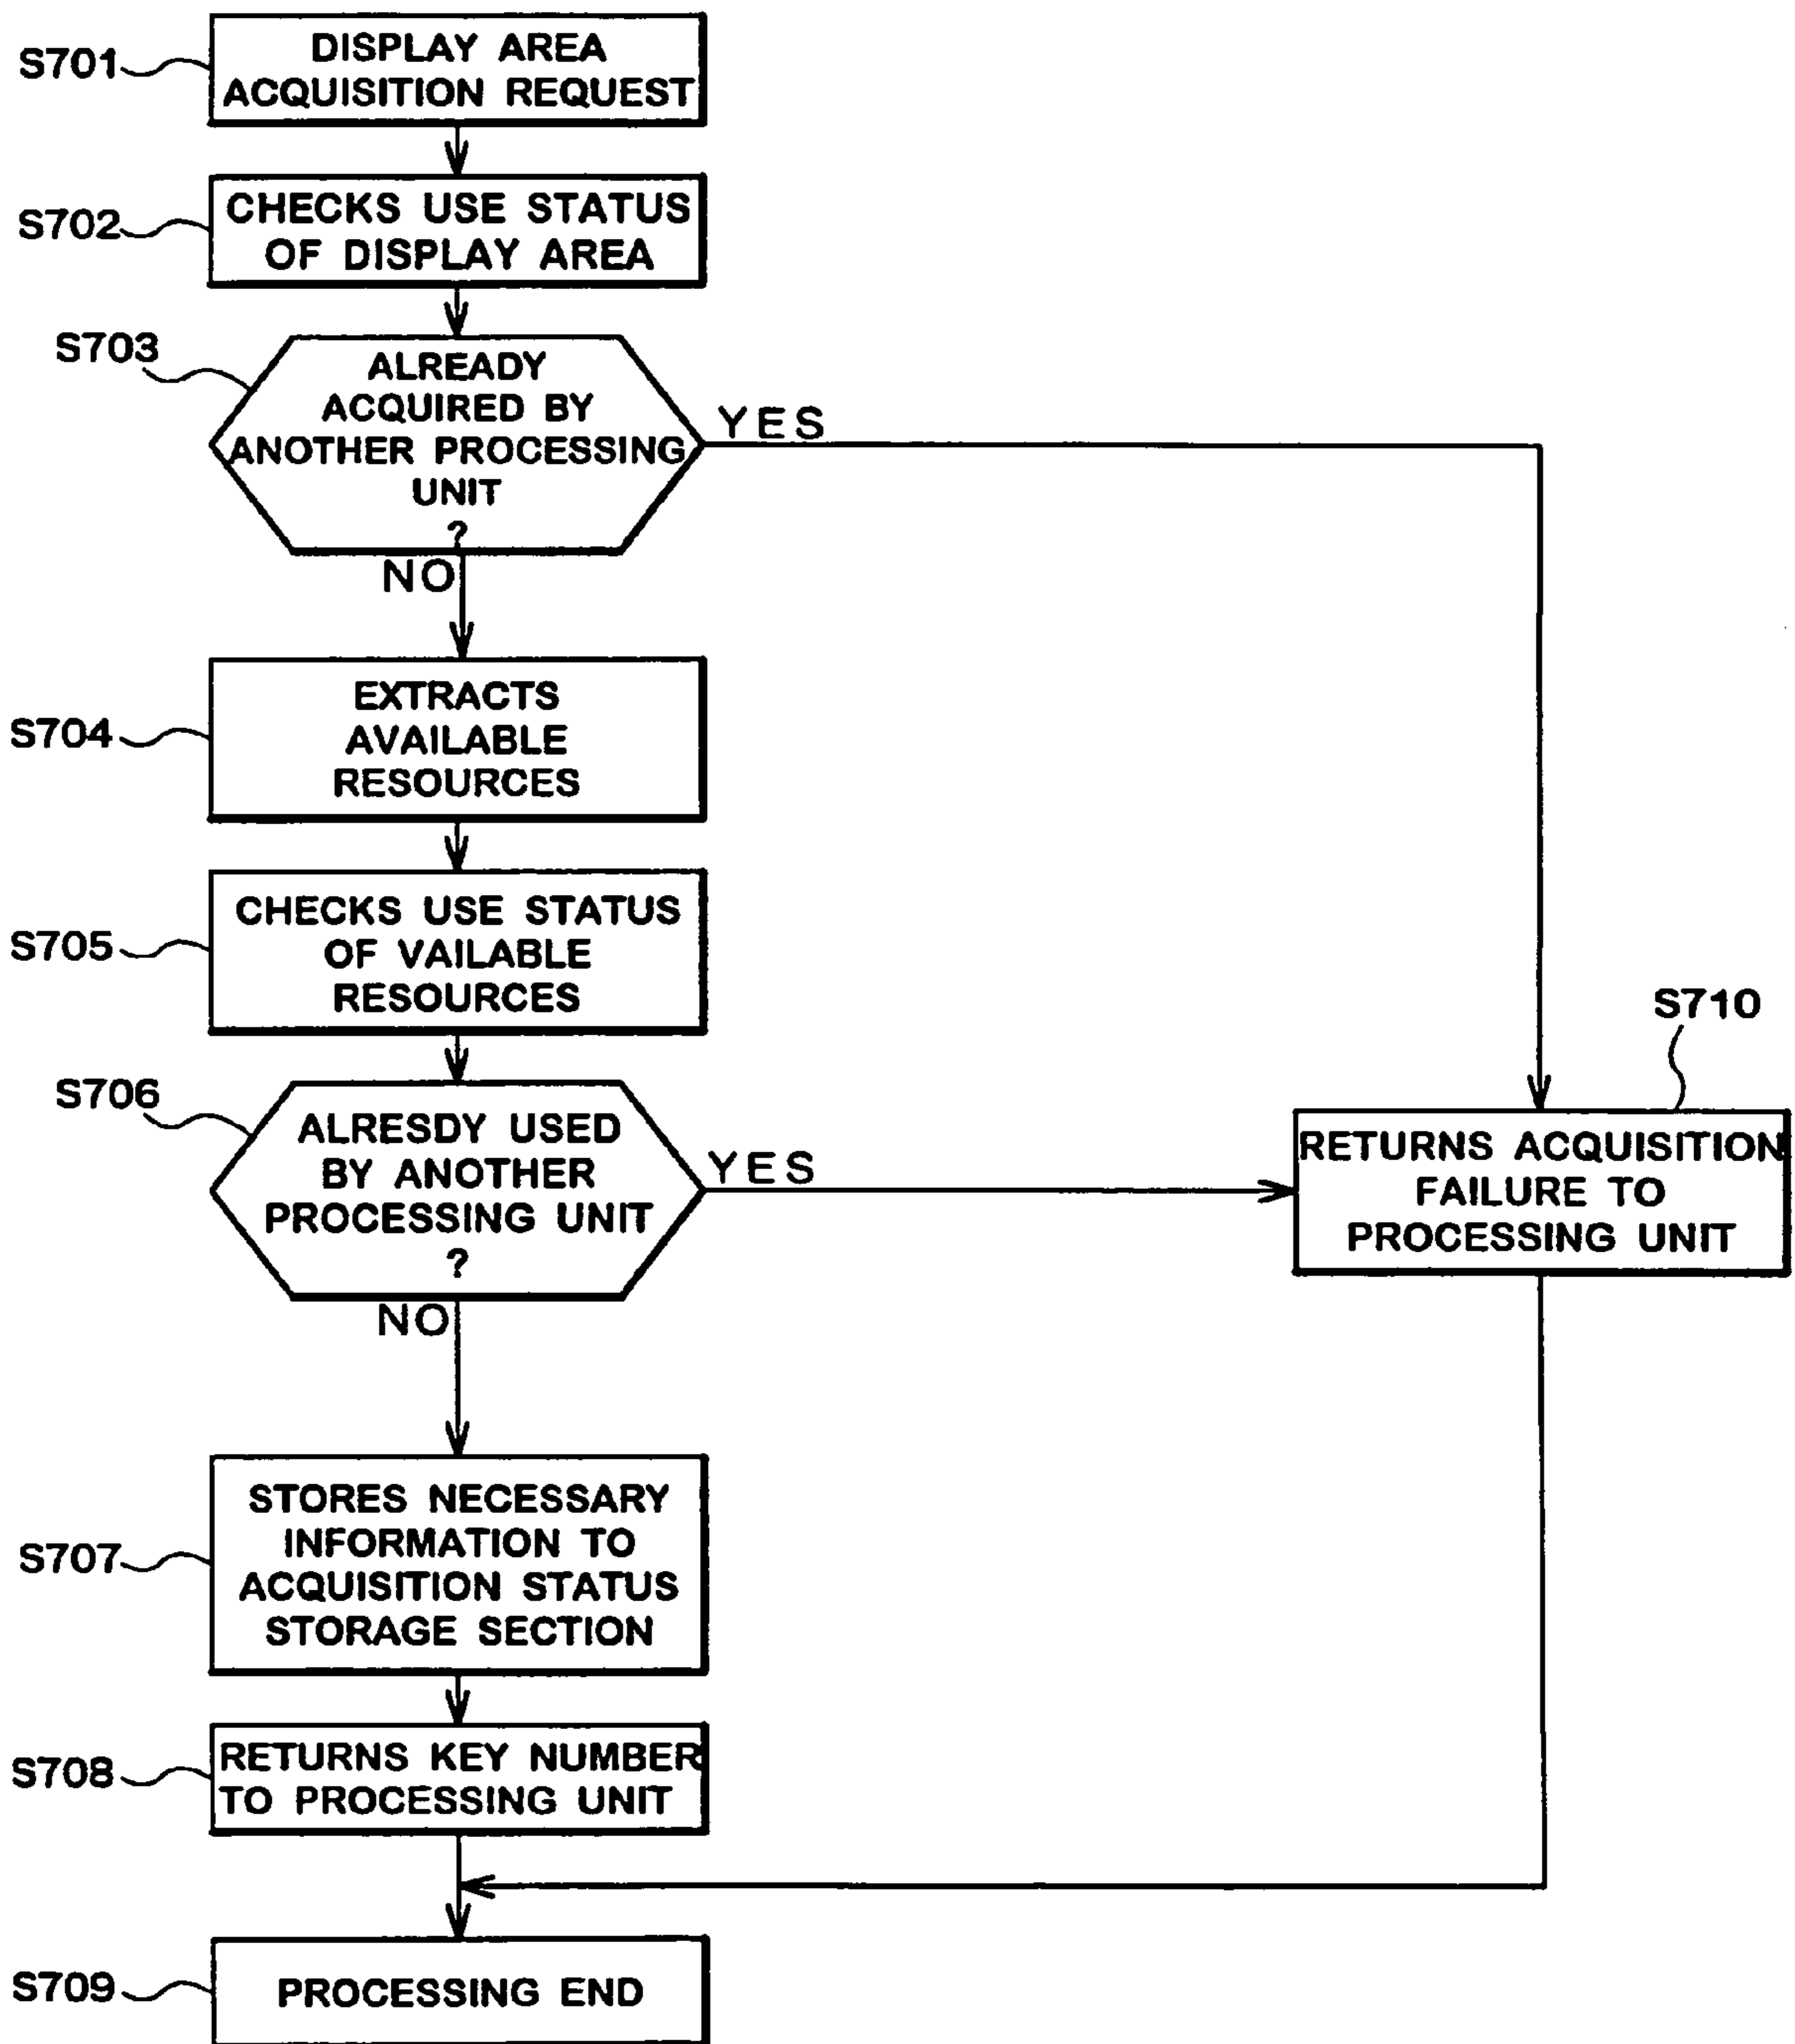 S701
DISPLAY AREA
ACQUISITION REQUEST
S702
CHECKS USE STATUS
OF DISPLAY AREA
S703
ALREADY
ACQUIRED BY
ANOTHER PROCESSING
UNIT
?
YES
NO
S704
EXTRACTS
AVAILABLE
RESOURCES
S705
CHECKS USE STATUS
OF VAILABLE
RESOURCES
S706
ALRESDY USED
BY ANOTHER
PROCESSING UNIT
?
YES
NO
S710
RETURNS ACQUISITION
FAILURE TO
PROCESSING UNIT
S707
STORES NECESSARY
INFORMATION TO
ACQUISITION STATUS
STORAGE SECTION
S708
RETURNS KEY NUMBER
TO PROCESSING UNIT
S709
PROCESSING END